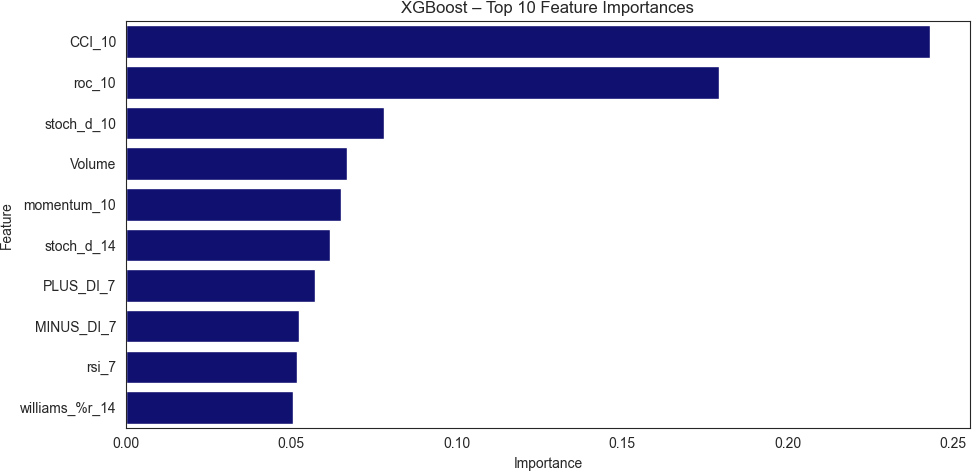 XGBoost – Top 10 Feature Importances
CCI_10
roc_10
stoch_d_10
Volume
momentum_10
stoch_d_14
PLUS_DI_7
MINUS_DI_7
rsi_7
williams_%r_14
Feature
0.00 0.05 0.10 0.15 0.20 0.25
Importance